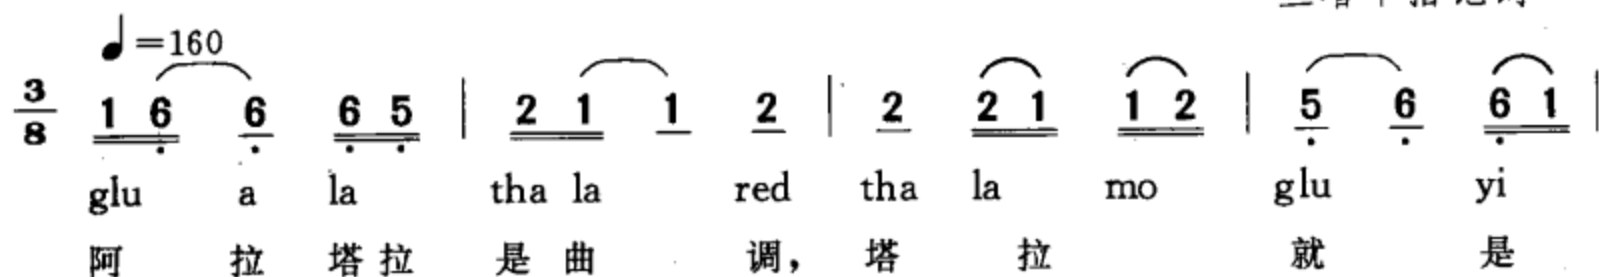 ♩=160
3/8 1 6 6 6 5 | 2 1 1 2 | 2 2 1 1 2 | 5 6 6 1 |
glu a la tha la red tha la mo glu yi
阿 拉 塔 拉 是 曲 调， 塔 拉 就 是